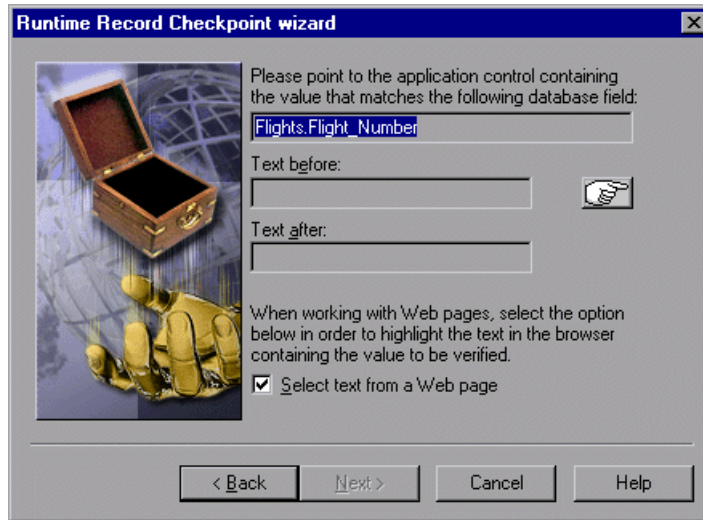 Runtime Record Checkpoint wizard
Please point to the application control containing
the value that matches the following database field:
Flights.Flight_Number
Text before:
Text after:
When working with Web pages, select the option
below in order to highlight the text in the browser
containing the value to be verified.
Select text from a Web page
< Back Next > Cancel Help